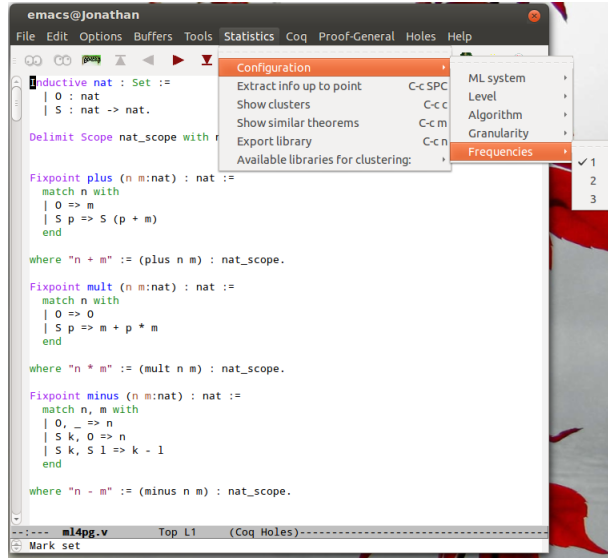 emacs@Jonathan
File Edit Options Buffers Tools Statistics Coq Proof-General Holes Help
Configuration
Extract info up to point C-c SPC
Show clusters C-c c
Show similar theorems C-c m
Export library C-c n
Available libraries for clustering:
ML system
Level
Algorithm
Granularity
Frequencies
✓ 1
2
3
Inductive nat : Set :=
| O : nat
| S : nat -> nat.
Delimit Scope nat_scope with
Fixpoint plus (n m:nat) : nat :=
match n with
| O => m
| S p => S (p + m)
end
where "n + m" := (plus n m) : nat_scope.
Fixpoint mult (n m:nat) : nat :=
match n with
| O => O
| S p => m + p * m
end
where "n * m" := (mult n m) : nat_scope.
Fixpoint minus (n m:nat) : nat :=
match n, m with
| O, _ => n
| S k, O => n
| S k, S l => k - l
end
where "n - m" := (minus n m) : nat_scope.
--:--- ml4pg.v Top L1 (Coq Holes)----------------------------------------
Mark set